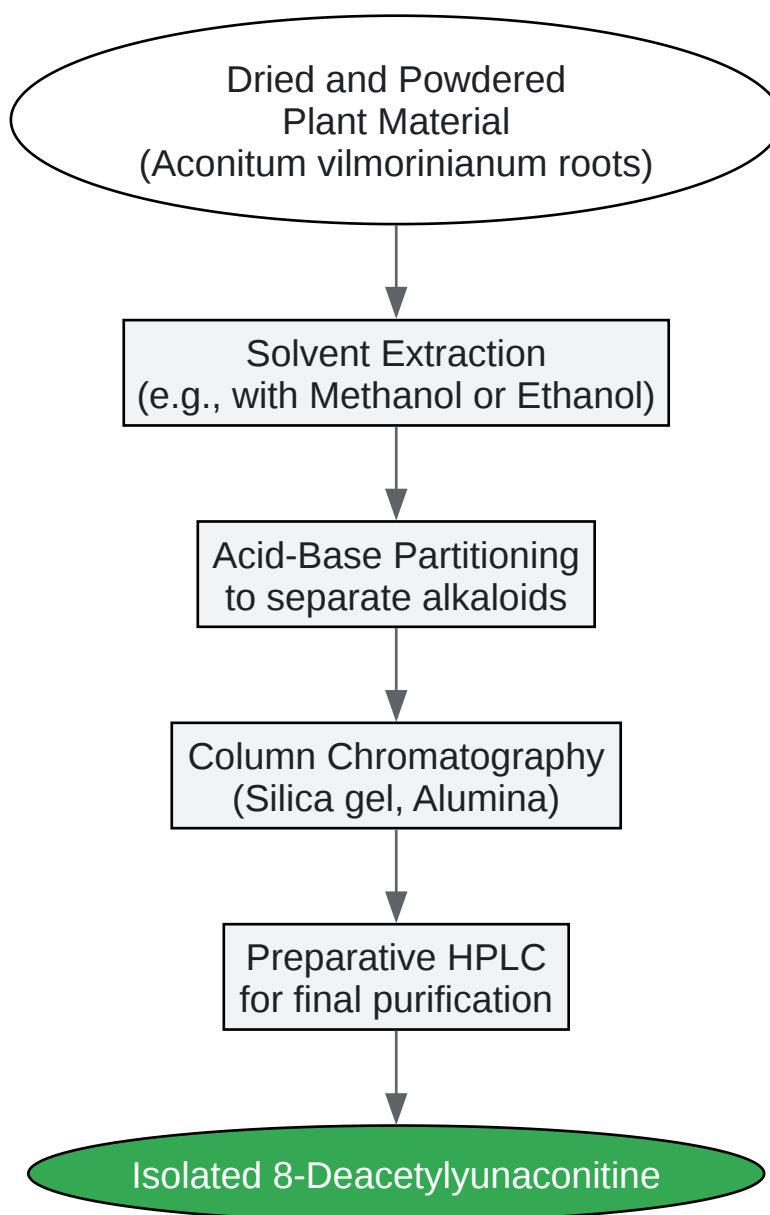 Dried and Powdered
Plant Material
(Aconitum vilmorinianum roots)
Solvent Extraction
(e.g., with Methanol or Ethanol)
Acid-Base Partitioning
to separate alkaloids
Column Chromatography
(Silica gel, Alumina)
Preparative HPLC
for final purification
Isolated 8-Deacetylyunaconitine